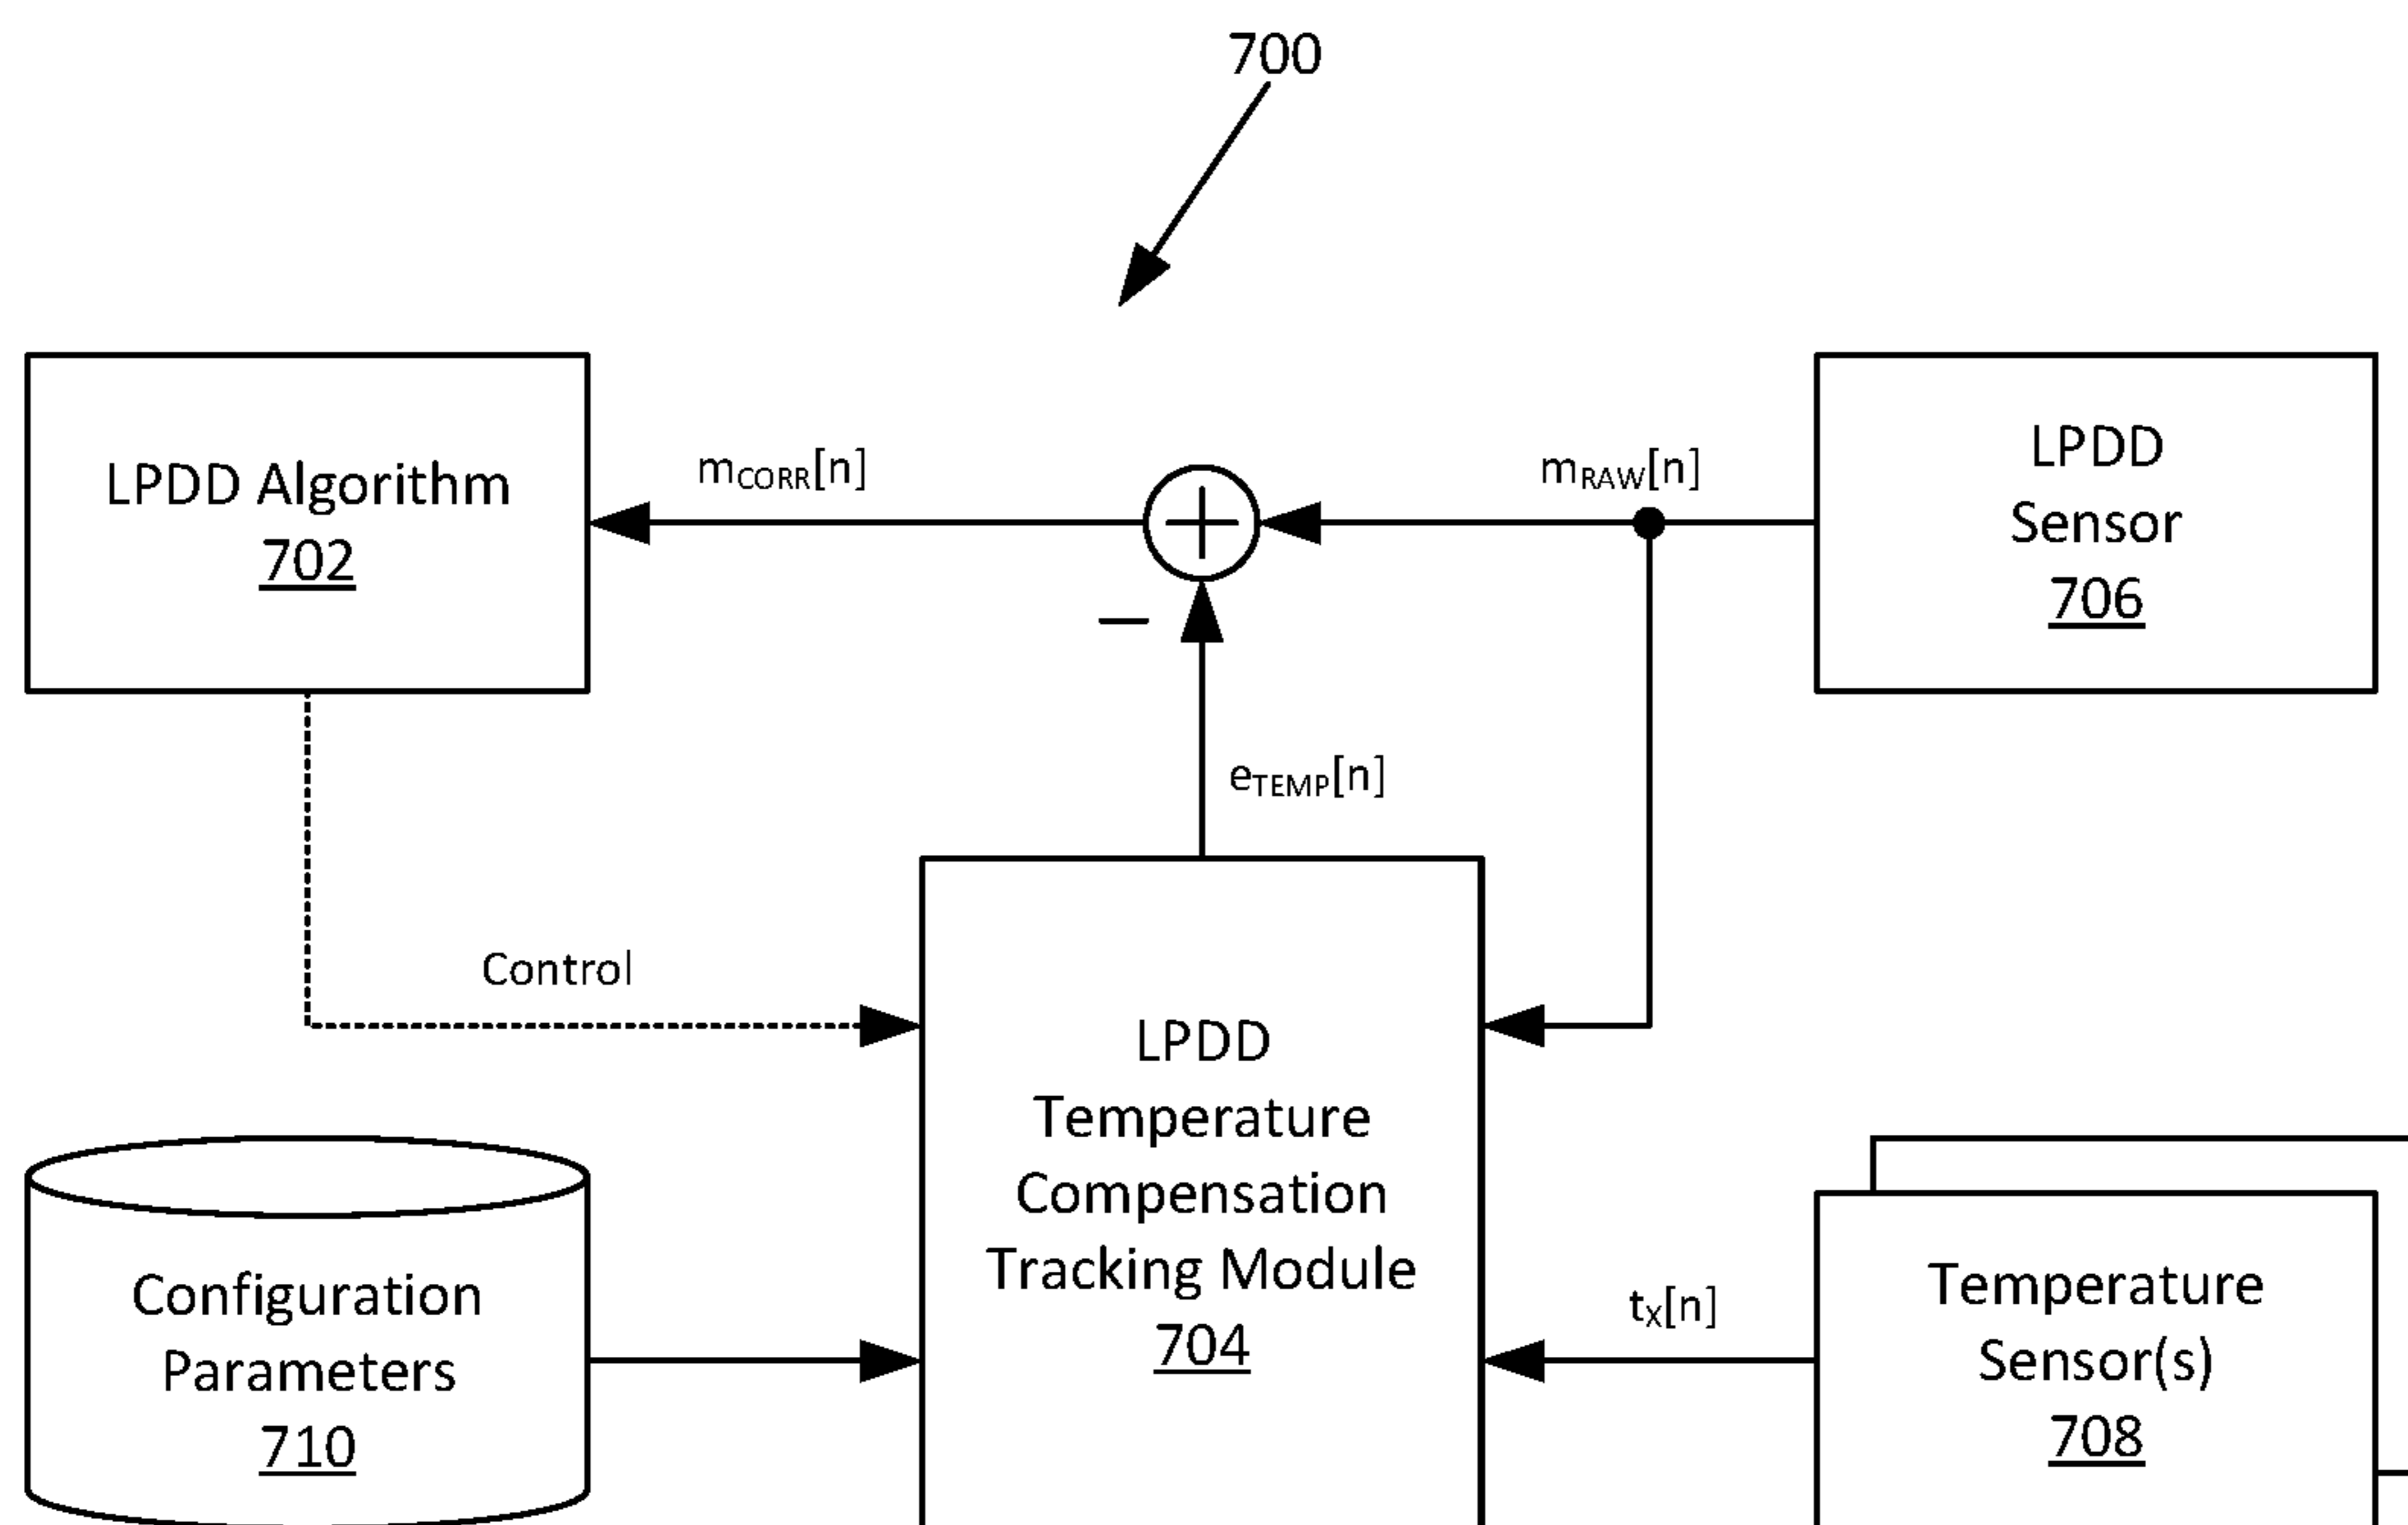 700
LPDD Algorithm
702
mCORR[n]
mRAW[n]
LPDD
Sensor
706
−
eTEMP[n]
Control
LPDD
Temperature
Compensation
Tracking Module
704
Configuration
Parameters
710
tX[n]
Temperature
Sensor(s)
708